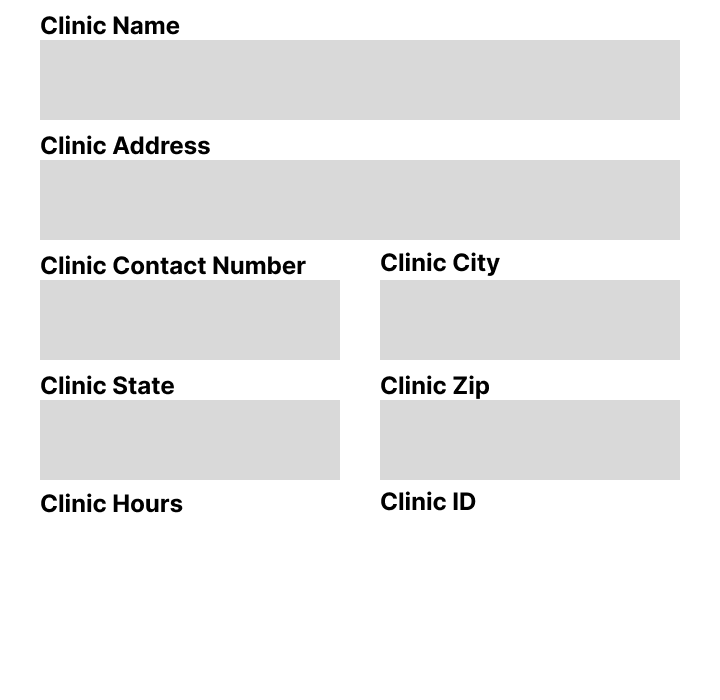 Clinic Name
Clinic Address
Clinic Contact Number
Clinic City
Clinic State
Clinic Zip
Clinic Hours
Clinic ID